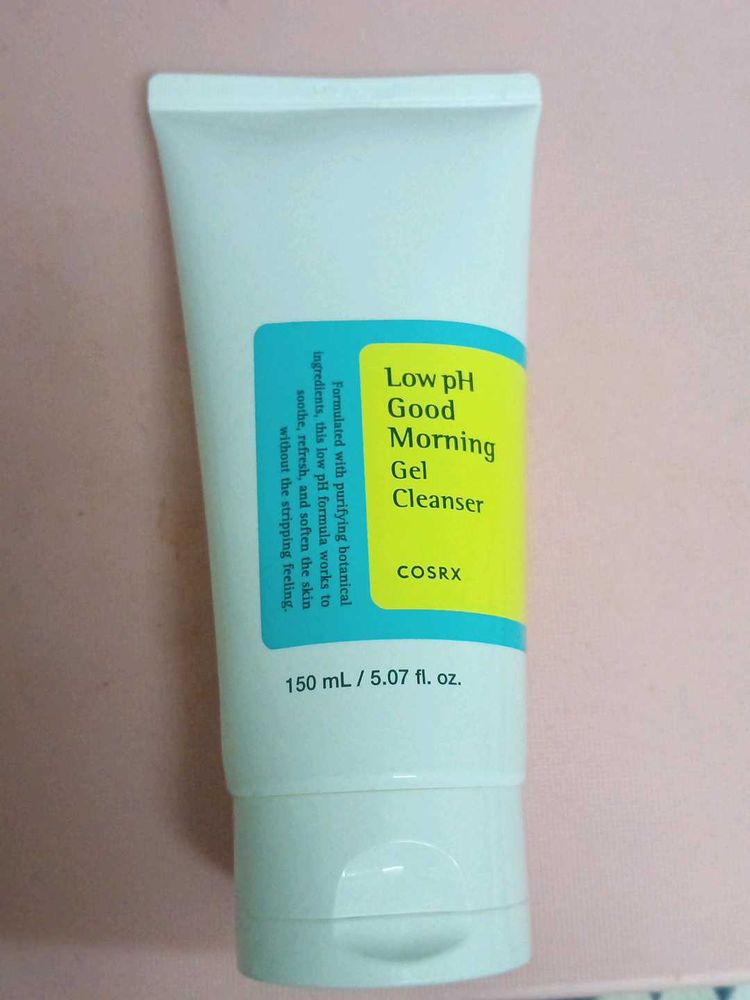 Low pH
Good
Morning
Gel
Cleanser
COSRX
Formulated with purifying botanical
ingredients, this low pH formula works to
soothe, refresh, and soften the skin
without the stripping feeling.
150 mL / 5.07 fl. oz.